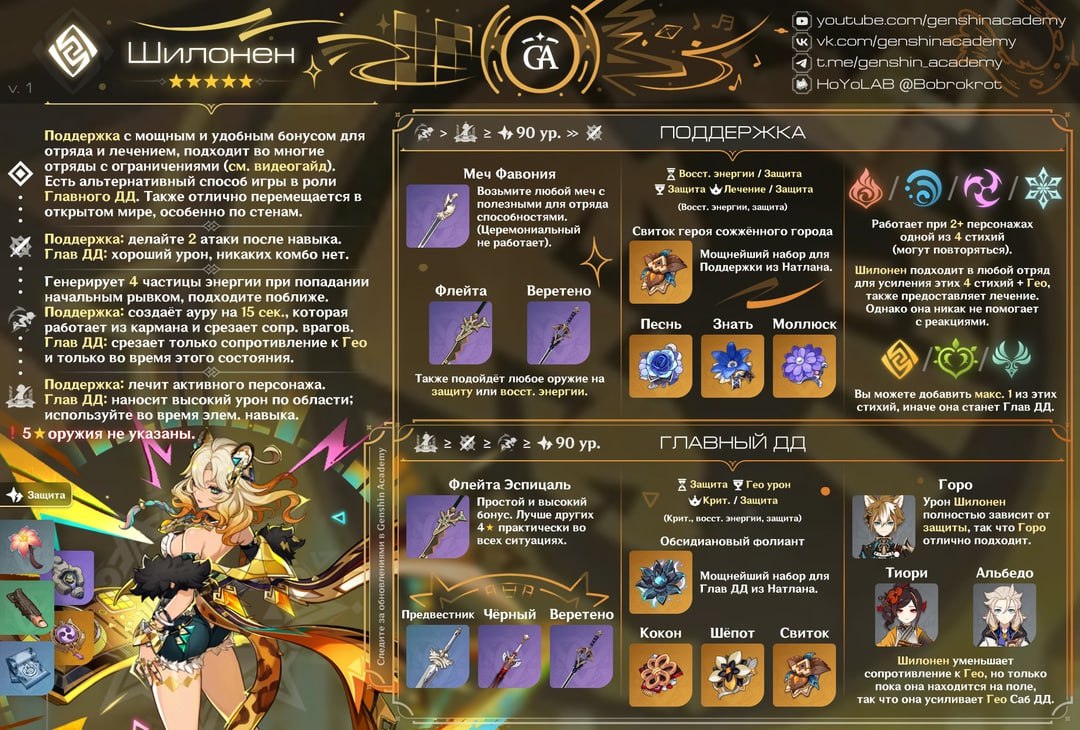 Шилонен
v. 1
GA
youtube.com/genshinacademy
vk.com/genshinacademy
t.me/genshin_academy
HoYoLAB @Bobrokrot
Поддержка с мощным и удобным бонусом для
отряда и лечением, подходит во многие
отряды с ограничениями (см. видеогайд).
Есть альтернативный способ игры в роли
Главного ДД. Также отлично перемещается в
открытом мире, особенно по стенам.
Поддержка: делайте 2 атаки после навыка.
Глав ДД: хороший урон, никаких комбо нет.
Генерирует 4 частицы энергии при попадании
начальным рывком, подходите поближе.
Поддержка: создаёт ауру на 15 сек., которая
работает из кармана и срезает сопр. врагов.
Глав ДД: срезает только сопротивление к Гео
и только во время этого состояния.
Поддержка: лечит активного персонажа.
Глав ДД: наносит высокий урон по области;
используйте во время элем. навыка.
! 5★ оружия не указаны.
Защита
Следите за обновлениями в Genshin Academy
> ≥ 90 ур. >>
ПОДДЕРЖКА
Меч Фавония
Возьмите любой меч с
полезными для отряда
способностями.
(Церемониальный
не работает).
Флейта Веретено
Также подойдёт любое оружие на
защиту или восст. энергии.
Восст. энергии / Защита
Защита Лечение / Защита
(Восст. энергии, защита)
Свиток героя сожжённого города
Мощнейший набор для
Поддержки из Натлана.
Песнь Знать Моллюск
/ / /
Работает при 2+ персонажах
одной из 4 стихий
(могут повторяться).
Шилонен подходит в любой отряд
для усиления этих 4 стихий + Гео,
также предоставляет лечение.
Однако она никак не помогает
с реакциями.
/ /
Вы можете добавить макс. 1 из этих
стихий, иначе она станет Глав ДД.
≥ ≥ ≥ 90 ур.
ГЛАВНЫЙ ДД
Флейта Эспицаль
Простой и высокий
бонус. Лучше других
4★ практически во
всех ситуациях.
Предвестник Чёрный Веретено
Защита Гео урон
Крит. / Защита
(Крит., восст. энергии, защита)
Обсидиановый фолиант
Мощнейший набор для
Глав ДД из Натлана.
Кокон Шёпот Свиток
Горо
Урон Шилонен
полностью зависит от
защиты, так что Горо
отлично подходит.
Тиори Альбедо
Шилонен уменьшает
сопротивление к Гео, но только
пока она находится на поле,
так что она усиливает Гео Саб ДД.